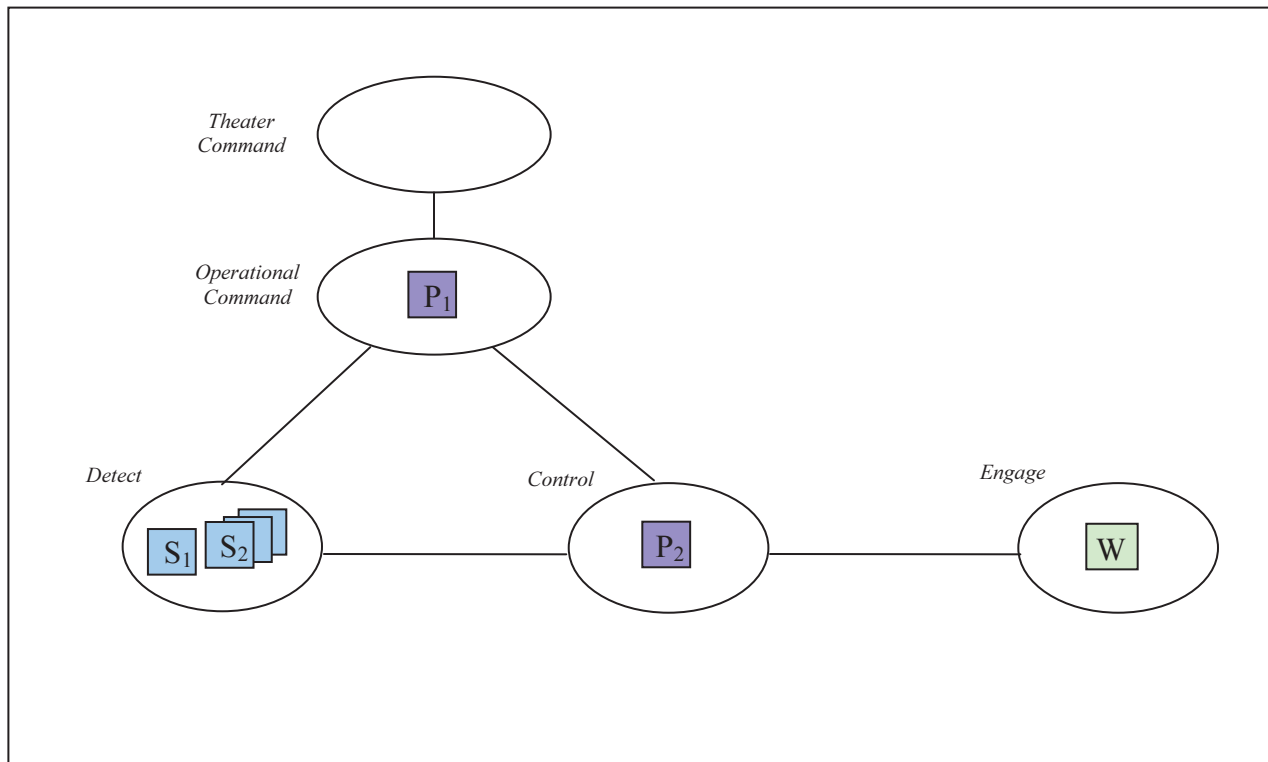 Theater
Command
Operational
Command
P₁
Detect
Control
Engage
S₁
S₂
P₂
W